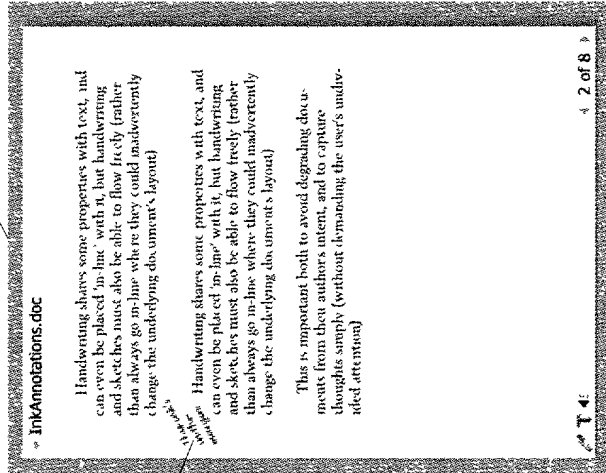 InkAnnotations.doc
Handwriting shares some properties with text, and
can even be placed 'in-line' with it, but handwriting
and sketches must also be able to flow freely (rather
than always go in-line where they could inadvertently
change the underlying document's layout)
Handwriting shares some properties with text, and
can even be placed 'in-line' with it, but handwriting
and sketches must also be able to flow freely (rather
than always go in-line where they could inadvertently
change the underlying document's layout)
This is important both to avoid degrading docu-
ments from their authors intent, and to capture
thoughts simply (without demanding the user's undiv-
ided attention)
T
2 of 8